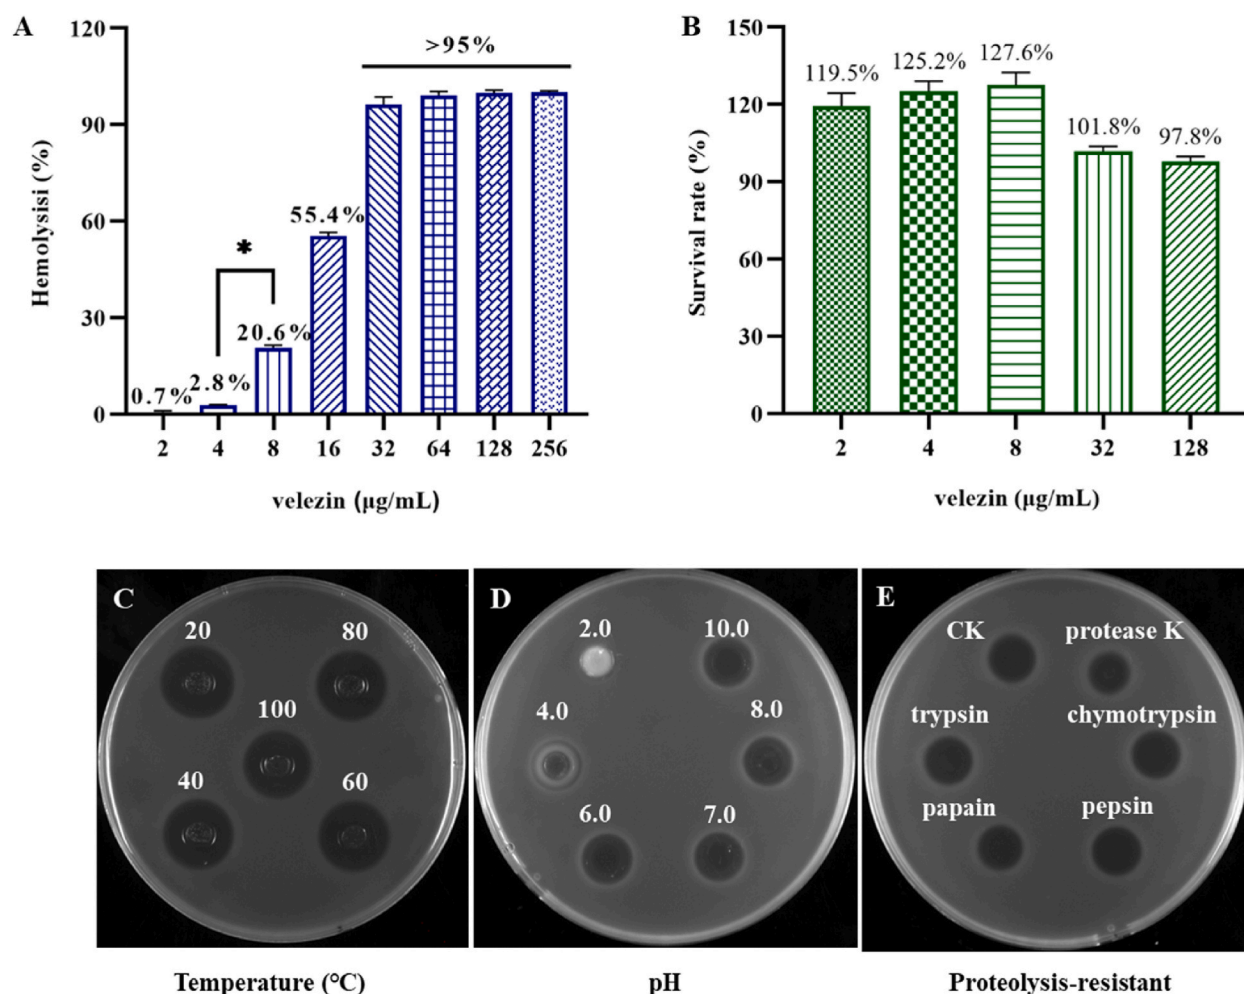 A
120
90
60
30
0
Hemolysisi (%)
0.7%
2.8%
*
20.6%
55.4%
>95%
2 4 8 16 32 64 128 256
velezin (μg/mL)
B
150
120
90
60
30
0
Survival rate (%)
119.5% 125.2% 127.6% 101.8% 97.8%
2 4 8 32 128
velezin (μg/mL)
C
20 80
100
40 60
Temperature (°C)
D
2.0 10.0
4.0 8.0
6.0 7.0
pH
E
CK protease K
trypsin chymotrypsin
papain pepsin
Proteolysis-resistant